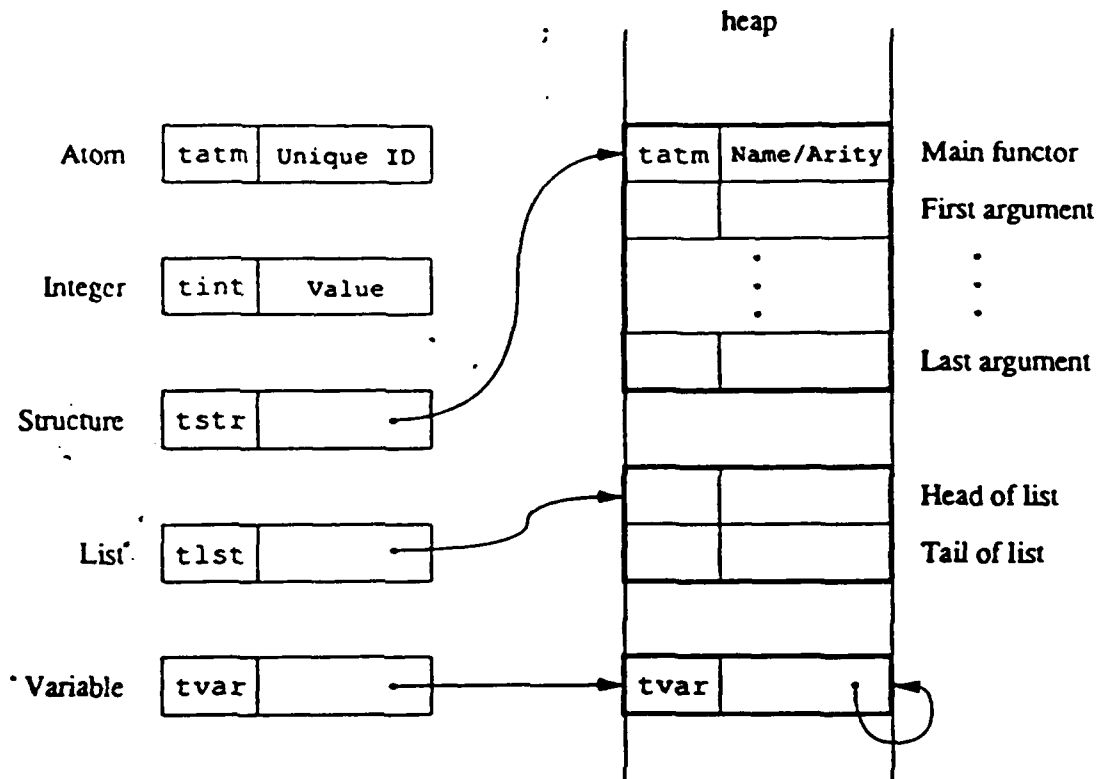 heap
Atom tatm Unique ID tatm Name/Arity Main functor
First argument
Integer tint Value
Last argument
Structure tstr
Head of list
List tlst Tail of list
Variable tvar tvar